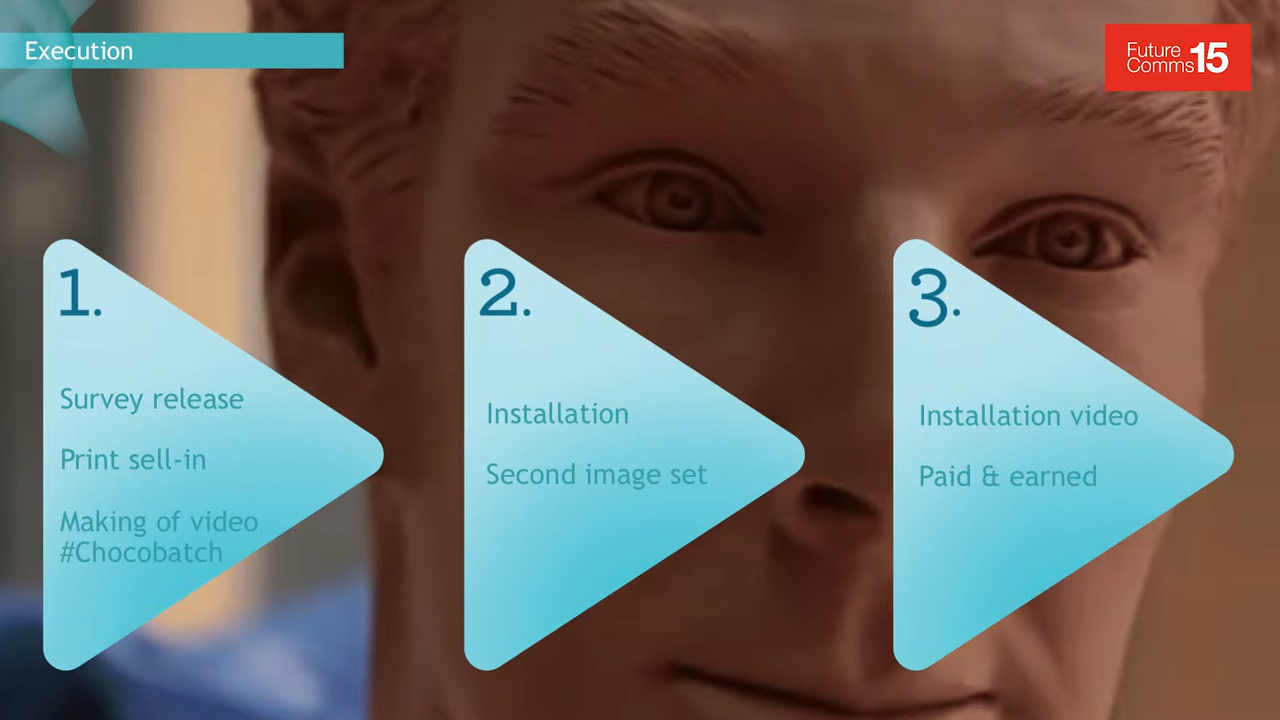 Execution
Future
Comms15
1.
Survey release
Print sell-in
Making of video
#Chocobatch
2.
Installation
Second image set
3.
Installation video
Paid & earned